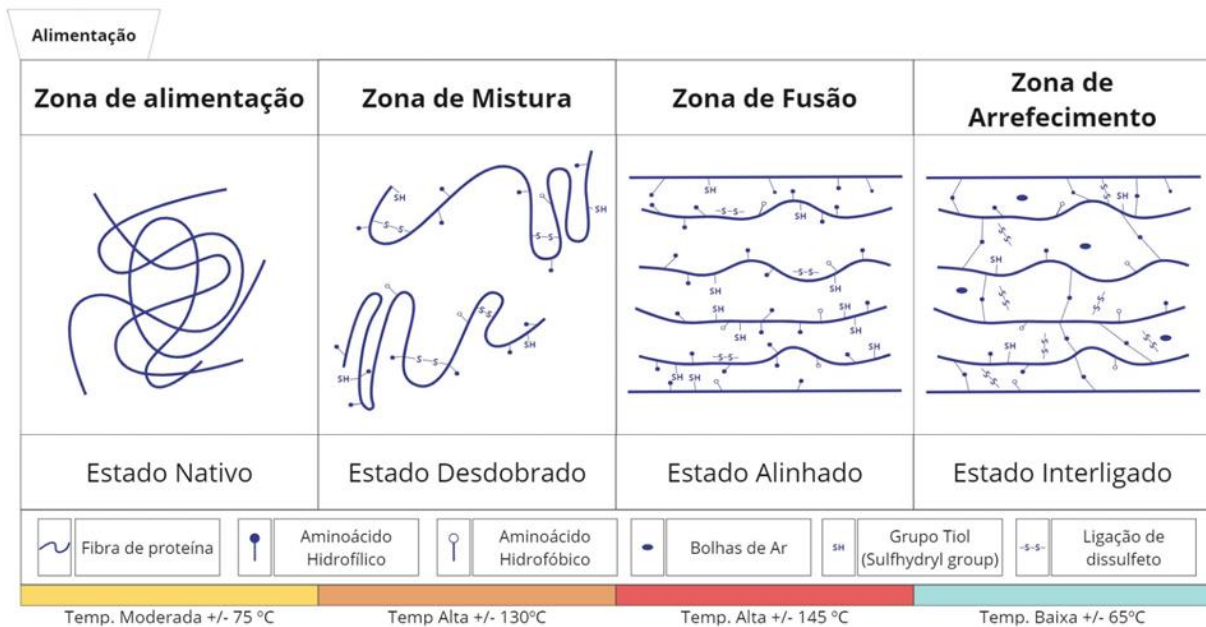 Alimentação
Zona de alimentação
Zona de Mistura
Zona de Fusão
Zona de
Arrefecimento
SH
-S-S-
-S-S-
SH
S-S
-S-S-
SH
SH
SH
-S-S-
SH
-S-S-
SH
SH
SH
SH
SH
SH
-S-S-
SH
SH
-S-S-
SH
-S-S-
SH
-S-S-
-S-S-
-S-S-
-S-S-
SH
-S-S-
Estado Nativo
Estado Desdobrado
Estado Alinhado
Estado Interligado
Fibra de proteína
Aminoácido
Hidrofílico
Aminoácido
Hidrofóbico
Bolhas de Ar
SH
Grupo Tiol
(Sulfhydryl group)
-S-S-
Ligação de
dissulfeto
Temp. Moderada +/- 75 ºC
Temp Alta +/- 130ºC
Temp. Alta +/- 145 ºC
Temp. Baixa +/- 65ºC